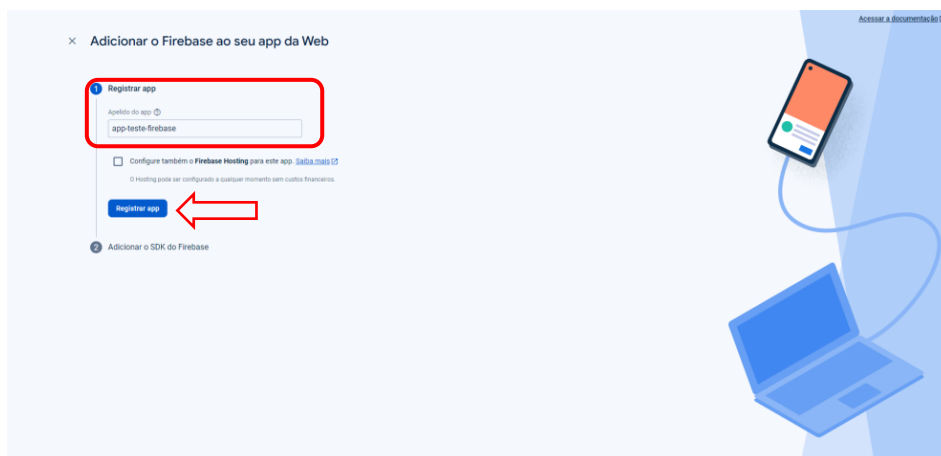 Acessar a documentação
Adicionar o Firebase ao seu app da Web
1 Registrar app
Apelido do app
app-teste-firebase
Configure também o Firebase Hosting para este app. Saiba mais
O Hosting pode ser configurado a qualquer momento sem custos financeiros.
Registrar app
2 Adicionar o SDK do Firebase